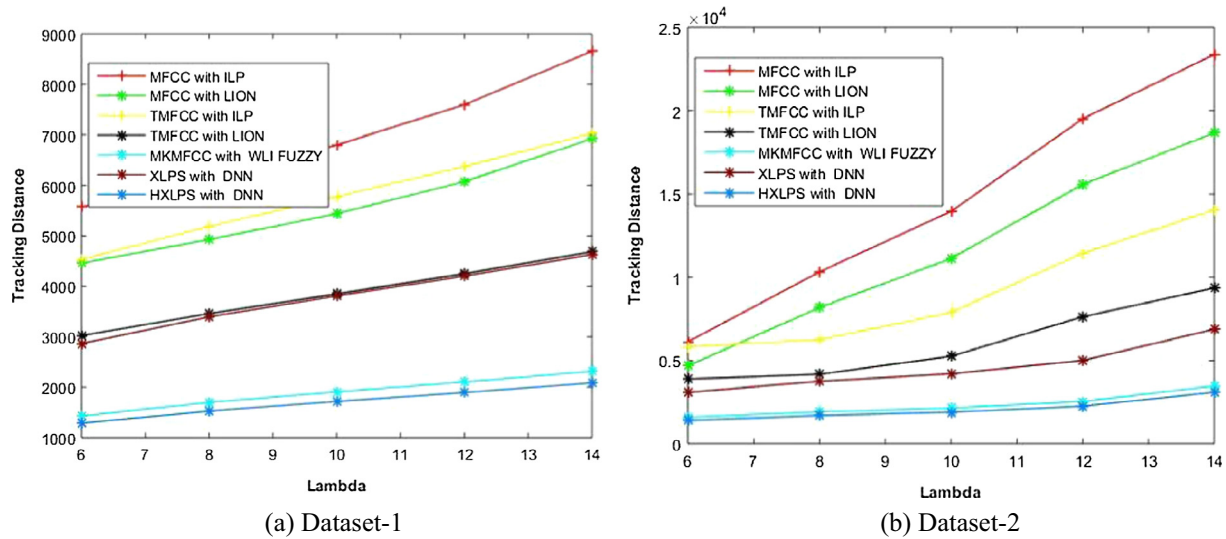 9000
8000
7000
6000
5000
4000
3000
2000
1000
6 7 8 9 10 11 12 13 14
Tracking Distance
Lambda
MFCC with ILP
MFCC with LION
TMFCC with ILP
TMFCC with LION
MKMFCC with WLI FUZZY
XLPS with DNN
HXLPS with DNN
(a) Dataset-1
×10⁴
2.5
2
1.5
1
0.5
0
6 7 8 9 10 11 12 13 14
Tracking Distance
Lambda
MFCC with ILP
MFCC with LION
TMFCC with ILP
TMFCC with LION
MKMFCC with WLI FUZZY
XLPS with DNN
HXLPS with DNN
(b) Dataset-2